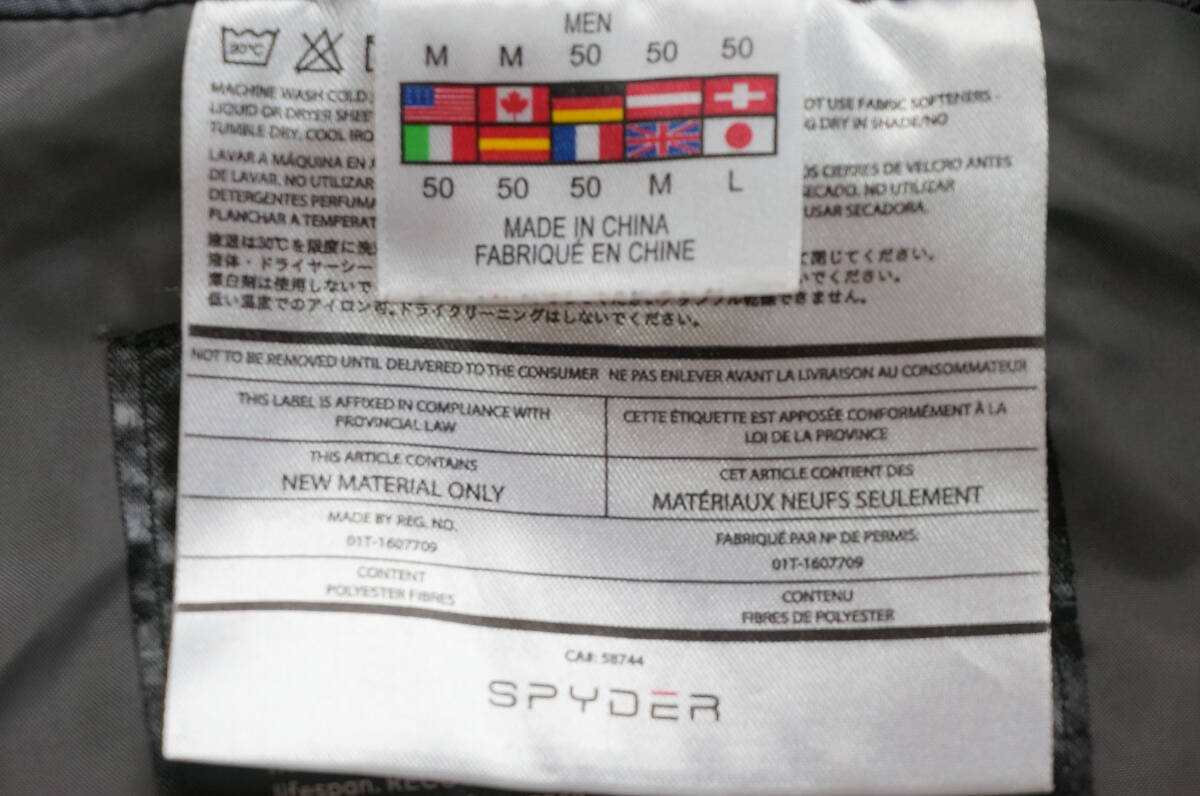 MEN
M M 50 50 50
50 50 50 M L
MADE IN CHINA
FABRIQUÉ EN CHINE
30°C
MACHINE WASH COLD
LIQUID OR DRYER SHEE
TUMBLE DRY, COOL IRO
OT USE FABRIC SOFTENERS -
G DRY IN SHADE/NO
LAVAR A MÁQUINA EN
DE LAVAR. NO UTILIZAR
DETERGENTES PERFUMA
PLANCHAR A TEMPERAT
OS CIERRES DE VELCRO ANTES
ECADO. NO UTILIZAR
USAR SECADORA.
液温は30℃を限度に洗
液体・ドライヤーシー
漂白剤は使用しないで
閉じてください。
いでください。
低い温度でのアイロン可。ドライクリーニングはしないでください。
NOT TO BE REMOVED UNTIL DELIVERED TO THE CONSUMER NE PAS ENLEVER AVANT LA LIVRAISON AU CONSOMMATEUR
THIS LABEL IS AFFIXED IN COMPLIANCE WITH
PROVINCIAL LAW
CETTE ÉTIQUETTE EST APPOSÉE CONFORMÉMENT À LA
LOI DE LA PROVINCE
THIS ARTICLE CONTAINS
NEW MATERIAL ONLY
CET ARTICLE CONTIENT DES
MATÉRIAUX NEUFS SEULEMENT
MADE BY REG. NO.
01T-1607709
FABRIQUÉ PAR Nº DE PERMIS:
01T-1607709
CONTENT
POLYESTER FIBRES
CONTENU
FIBRES DE POLYESTER
CA#: 58744
SPYDER
lifespan.